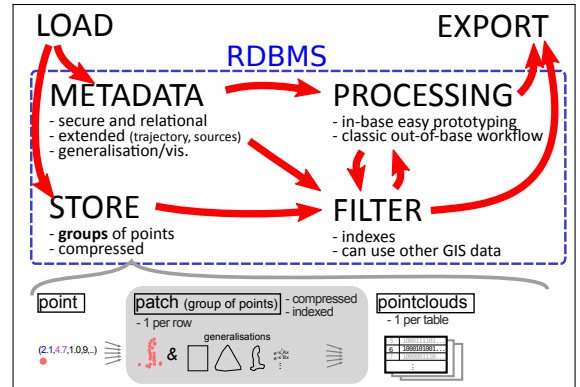 LOAD
EXPORT
RDBMS
METADATA
- secure and relational
- extended (trajectory, sources)
- generalisation/vis.
PROCESSING
- in-base easy prototyping
- classic out-of-base workflow
STORE
- groups of points
- compressed
FILTER
- indexes
- can use other GIS data
point
patch (group of points)
- compressed
- indexed
- 1 per row
pointclouds
- 1 per table
generalisations
(2.1,4.7,1.0,9,..)
&
6 1000101001...